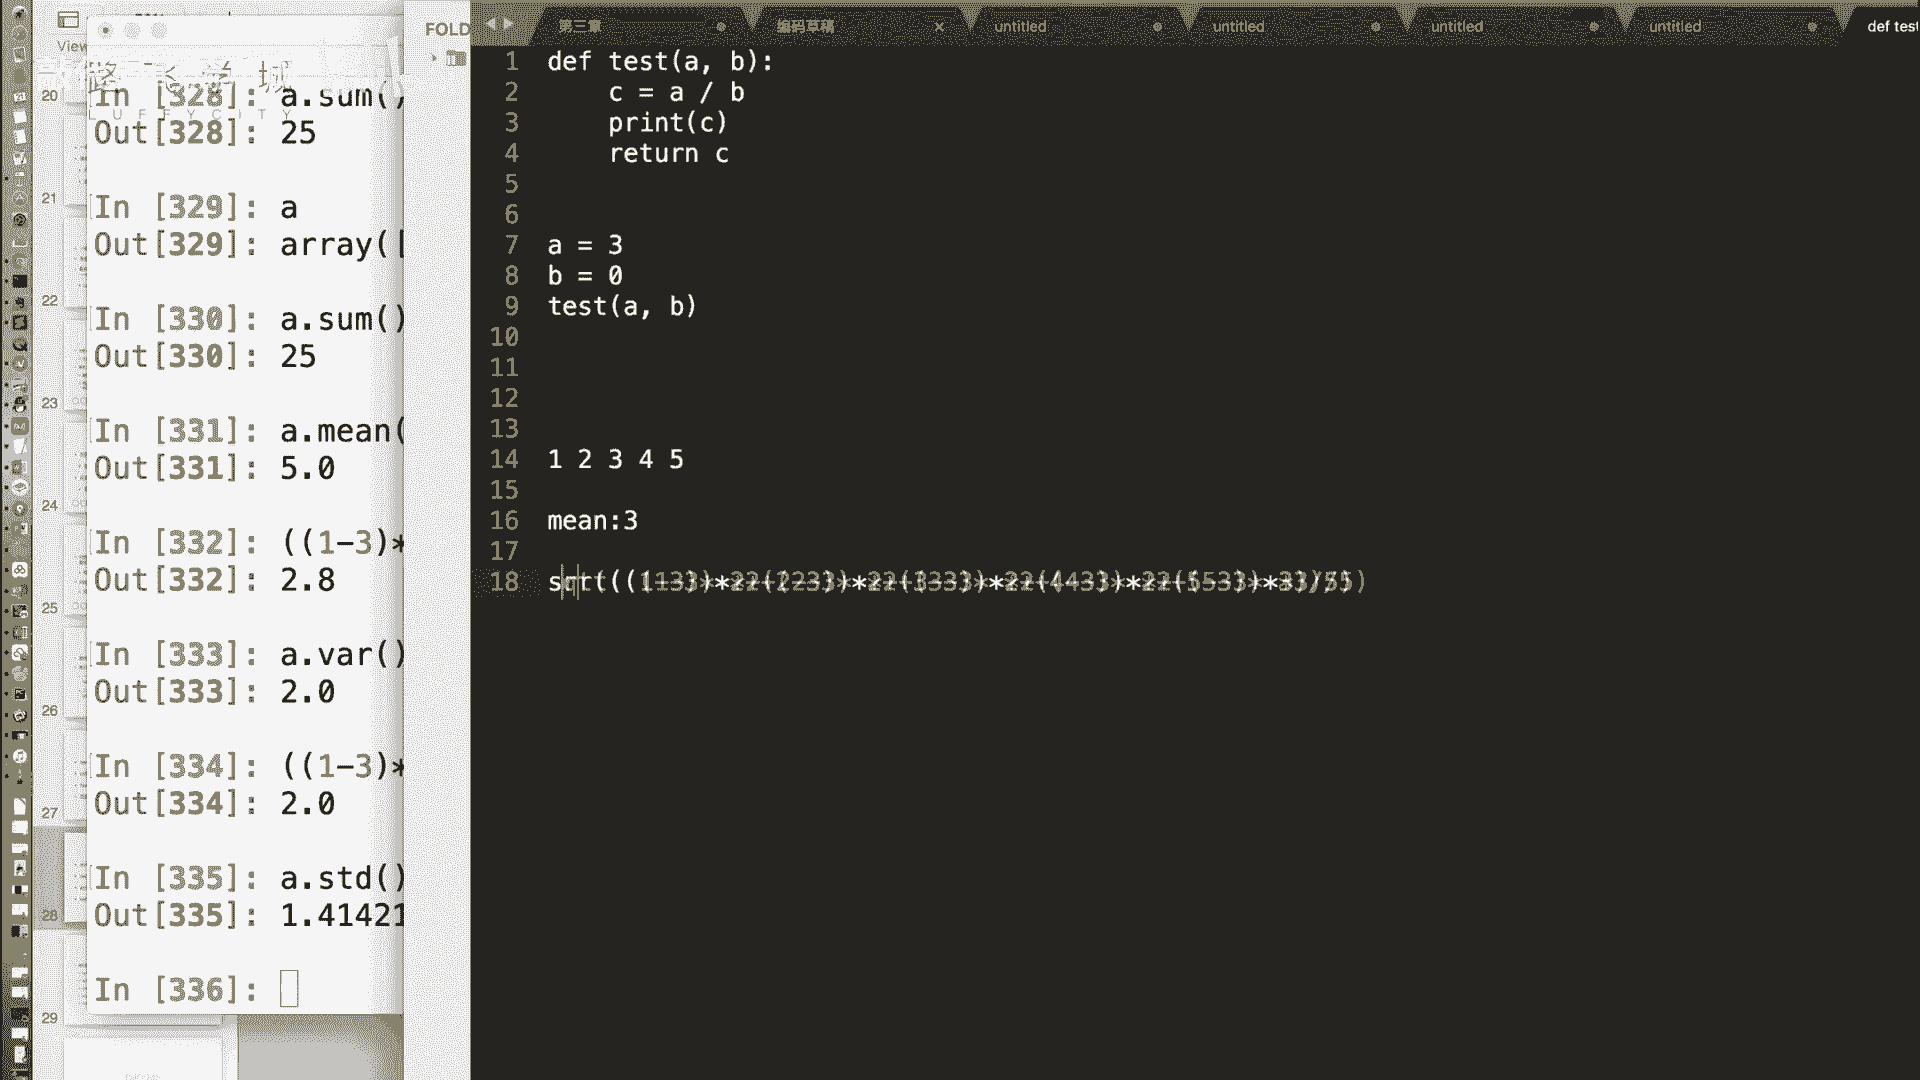 View
LUFFYCITY
20
21
22
23
24
25
26
27
28
29
In [328]: a.sum(
Out[328]: 25
In [329]: a
Out[329]: array([
In [330]: a.sum()
Out[330]: 25
In [331]: a.mean(
Out[331]: 5.0
In [332]: ((1-3)*
Out[332]: 2.8
In [333]: a.var()
Out[333]: 2.0
In [334]: ((1-3)*
Out[334]: 2.0
In [335]: a.std()
Out[335]: 1.41421
In [336]:
FOLD
第三章
编码草稿
untitled
untitled
untitled
untitled
def test
1 def test(a, b):
2 c = a / b
3 print(c)
4 return c
5
6
7 a = 3
8 b = 0
9 test(a, b)
10
11
12
13
14 1 2 3 4 5
15
16 mean:3
17
18 sqrt((